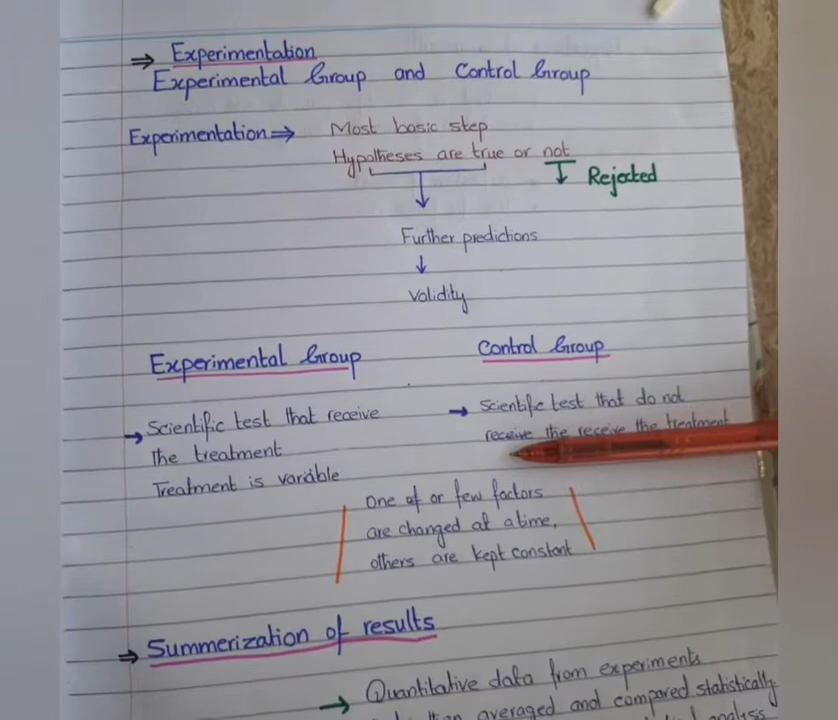 ⇒ Experimentation
Experimental Group and Control Group
Experimentation ⇒ Most basic step
Hypotheses are true or not
↓ Rejected
↓
Further predictions
↓
Validity
Experimental Group
→ Scientific test that receive
the treatment
Treatment is variable
Control Group
→ Scientific test that do not
receive the receive the treatment
One of or few factors
are changed at a time,
others are kept constant
⇒ Summerization of results
→ Quantitative data from experiments
averaged and compared statistically